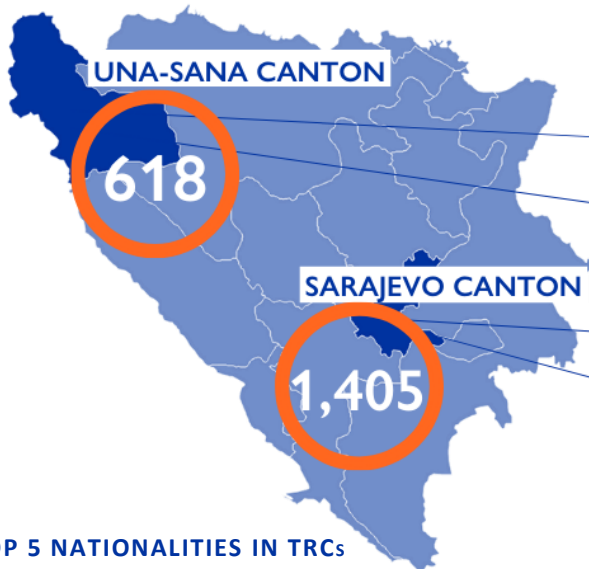 UNA-SANA CANTON
618
SARAJEVO CANTON
1,405
P 5 NATIONALITIES IN TRCs